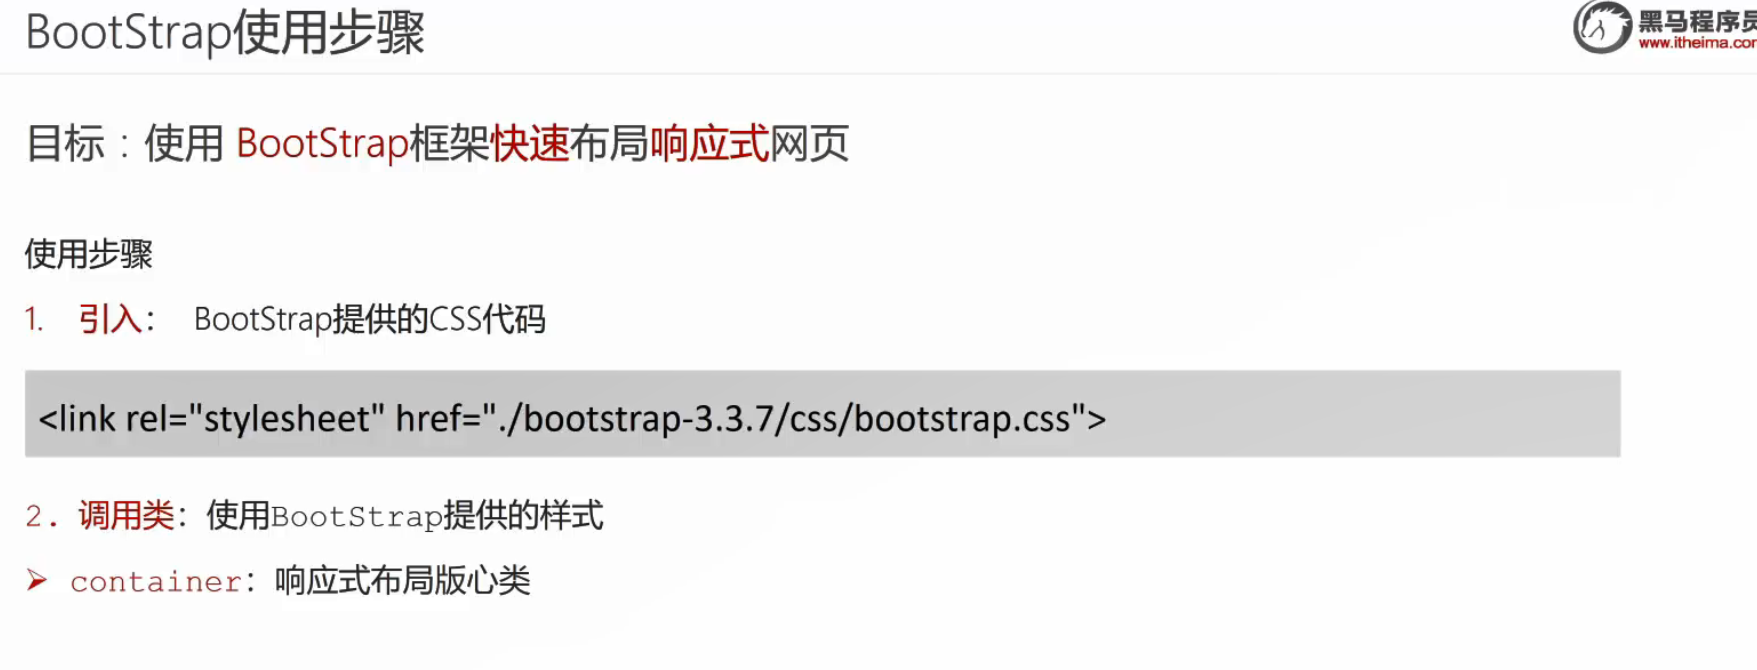 BootStrap使用步骤
黑马程序员
www.itheima.com
目标：使用 BootStrap框架快速布局响应式网页
使用步骤
1. 引入： BootStrap提供的CSS代码
<link rel="stylesheet" href="./bootstrap-3.3.7/css/bootstrap.css">
2. 调用类：使用BootStrap提供的样式
➢ container：响应式布局版心类